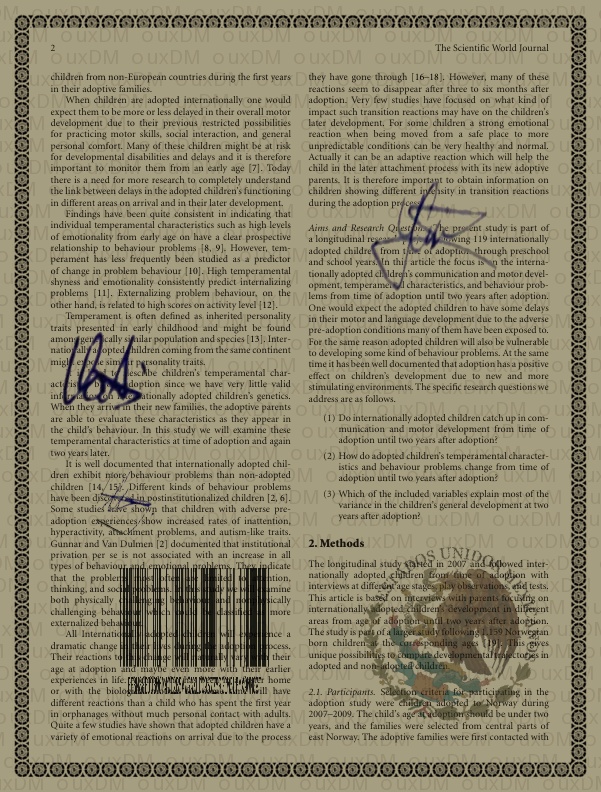 2
The Scientific World Journal
children from non-European countries during the first years
in their adoptive families.
When children are adopted internationally one would
expect them to be more or less delayed in their overall motor
development due to their previous restricted possibilities
for practicing motor skills, social interaction, and general
personal comfort. Many of these children might be at risk
for developmental disabilities and delays and it is therefore
important to monitor them from an early age [7]. Today
there is a need for more research to completely understand
the link between delays in the adopted children's functioning
in different areas on arrival and in their later development.
Findings have been quite consistent in indicating that
individual temperamental characteristics such as high levels
of emotionality from early age on have a clear prospective
relationship to behaviour problems [8, 9]. However, tem-
perament has less frequently been studied as a predictor
of change in problem behaviour [10]. High temperamental
shyness and emotionality consistently predict internalizing
problems [11]. Externalizing problem behaviour, on the
other hand, is related to high scores on activity level [12].
Temperament is often defined as inherited personality
traits presented in early childhood and might be found
among similar population and species [13]. Inter-
children coming from the same continent
personality traits.
children's temperamental char-
adoption since we have very little valid
adopted children's genetics.
When they arrive in their new families, the adoptive parents
are able to evaluate these characteristics as they appear in
the child's behaviour. In this study we will examine these
temperamental characteristics at time of adoption and again
two years later.
It is well documented that internationally adopted chil-
dren exhibit more behaviour problems than non-adopted
children [14, 15]. Different kinds of behaviour problems
have been in postinstitutionalized children [2, 6].
Some studies have shown that children with adverse pre-
adoption experiences show increased rates of inattention,
hyperactivity, attachment problems, and autism-like traits.
Gunnar and Van Dulmen [2] documented that institutional
privation per se is not associated with an increase in all
types of behaviour and emotional problems. They indicate
that the problems most often are related to attention,
thinking, and social problems. In this study we examine
both physically challenging behaviour and
challenging behaviour
externalized behaviour.
All International adopted children will experience a
dramatic change
Their reactions to their
age at adoption and maybe even more with their earlier
experiences in life. home
or with the have
different reactions than a child who has spent the first year
in orphanages without much personal contact with adults.
Quite a few studies have shown that adopted children have a
variety of emotional reactions on arrival due to the process
they have gone through [16–18]. However, many of these
reactions seem to disappear after three to six months after
adoption. Very few studies have focused on what kind of
impact such transition reactions may have on the children's
later development. For some children a strong emotional
reaction when being moved from a safe place to more
unpredictable conditions can be very healthy and normal.
Actually it can be an adaptive reaction which will help the
child in the later attachment process with its new adoptive
parents. It is therefore important to obtain information on
children showing different intensity in transition reactions
during the adoption process.
Aims and Research Questions. The present study is part of
a longitudinal research following 119 internationally
adopted children from time of adoption through preschool
and school years. In this article the focus is on the interna-
tionally adopted children's communication and motor devel-
opment, temperamental characteristics, and behaviour prob-
lems from time of adoption until two years after adoption.
One would expect the adopted children to have some delays
in their motor and language development due to the adverse
pre-adoption conditions many of them have been exposed to.
For the same reason adopted children will also be vulnerable
to developing some kind of behaviour problems. At the same
time it has been well documented that adoption has a positive
effect on children's development due to new and more
stimulating environments. The specific research questions we
address are as follows.
(1) Do internationally adopted children catch up in com-
munication and motor development from time of
adoption until two years after adoption?
(2) How do adopted children's temperamental character-
istics and behaviour problems change from time of
adoption until two years after adoption?
(3) Which of the included variables explain most of the
variance in the children's general development at two
years after adoption?
2. Methods
The longitudinal study started in 2007 and followed inter-
nationally adopted children from adoption with
interviews at different age stages, by observations, and tests.
This article is based on interviews with parents focusing on
internationally adopted children's development in different
areas from age of adoption until two years after adoption.
The study is part of a larger study following 1159 Norwegian
born children at the corresponding ages This gives
unique possibilities to compare developmental trajectories in
adopted and non-adopted children.
2.1. Participants. Selection criteria for participating in the
adoption study were children adopted to Norway during
2007–2009. The child's age at adoption should be under two
years, and the families were selected from central parts of
east Norway. The adoptive families were first contacted with